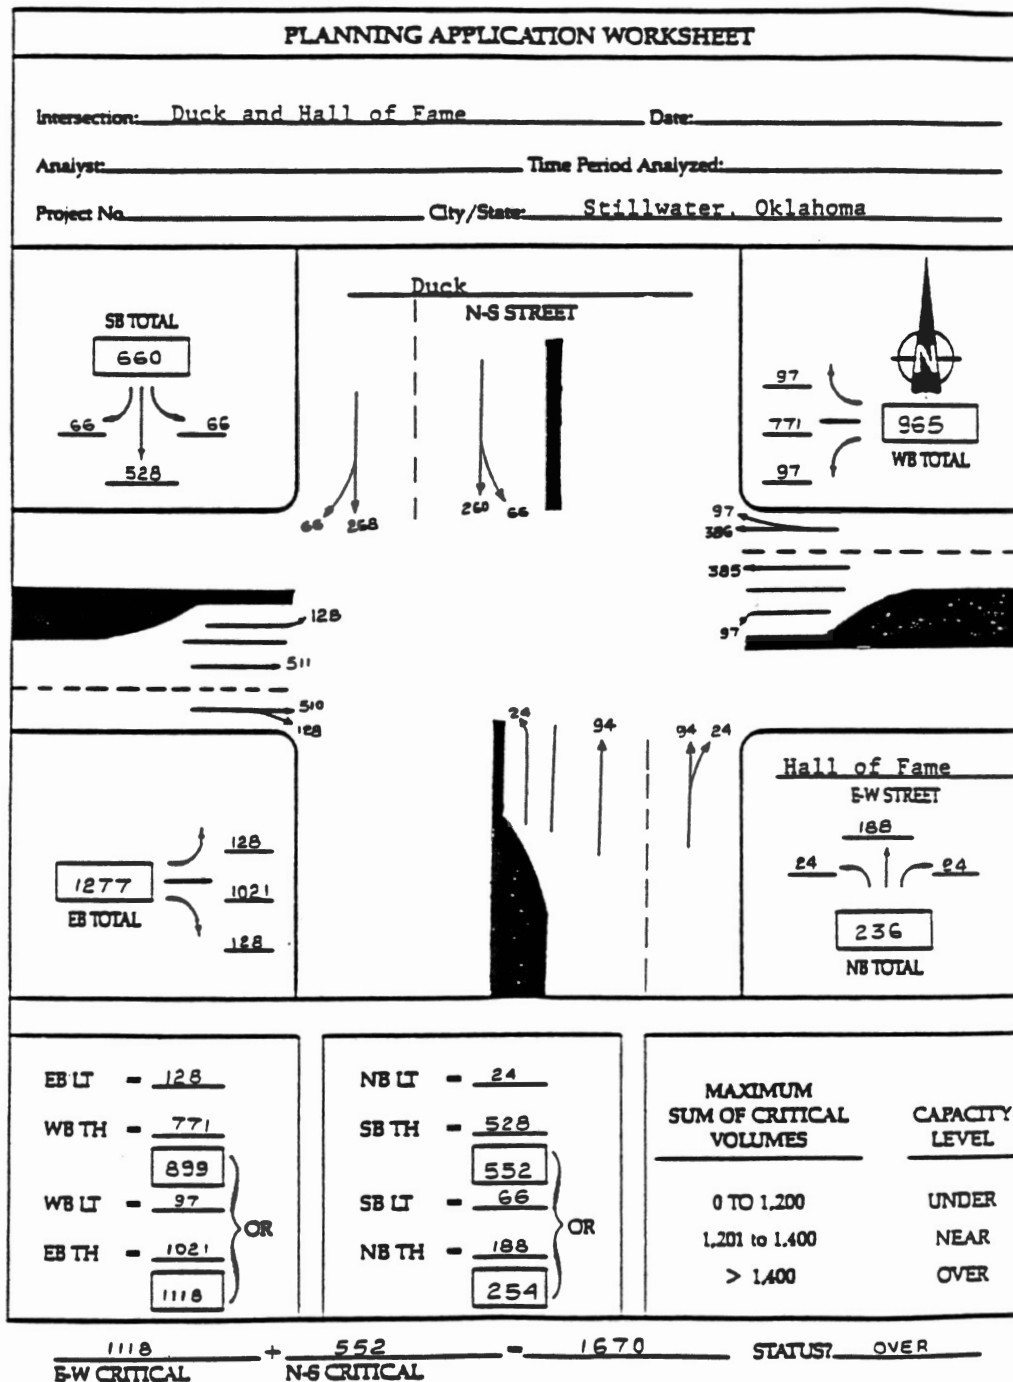 PLANNING APPLICATION WORKSHEET
Intersection: Duck and Hall of Fame Date:
Analyst: Time Period Analyzed:
Project No. City/State: Stillwater, Oklahoma
Duck
N-S STREET
SB TOTAL
660
66 66
528
N
97
771 965
97 WB TOTAL
66 268 260 66
97
386
385
97
128
511
510
128
24 94 94 24
Hall of Fame
E-W STREET
188
24 24
236
NB TOTAL
128
1277 1021
EB TOTAL
128
EB LT = 128
WB TH = 771
899
WB LT = 97
OR
EB TH = 1021
1118
NB LT = 24
SB TH = 528
552
SB LT = 66
OR
NB TH = 188
254
MAXIMUM
SUM OF CRITICAL CAPACITY
VOLUMES LEVEL
0 TO 1,200 UNDER
1,201 to 1,400 NEAR
> 1,400 OVER
1118 + 552 = 1670 STATUS? OVER
E-W CRITICAL N-S CRITICAL